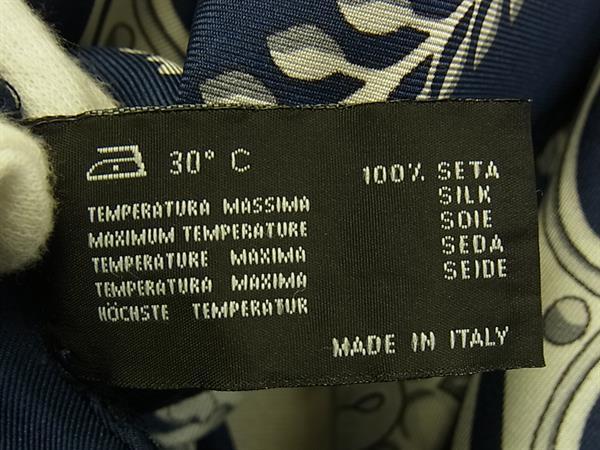 30° C
TEMPERATURA MASSIMA
MAXIMUM TEMPERATURE
TEMPERATURA MAXIMA
TEMPERATURA MAXIMA
HÖCHSTE TEMPERATUR
100% SETA
SILK
SOIE
SEDA
SEIDE
MADE IN ITALY